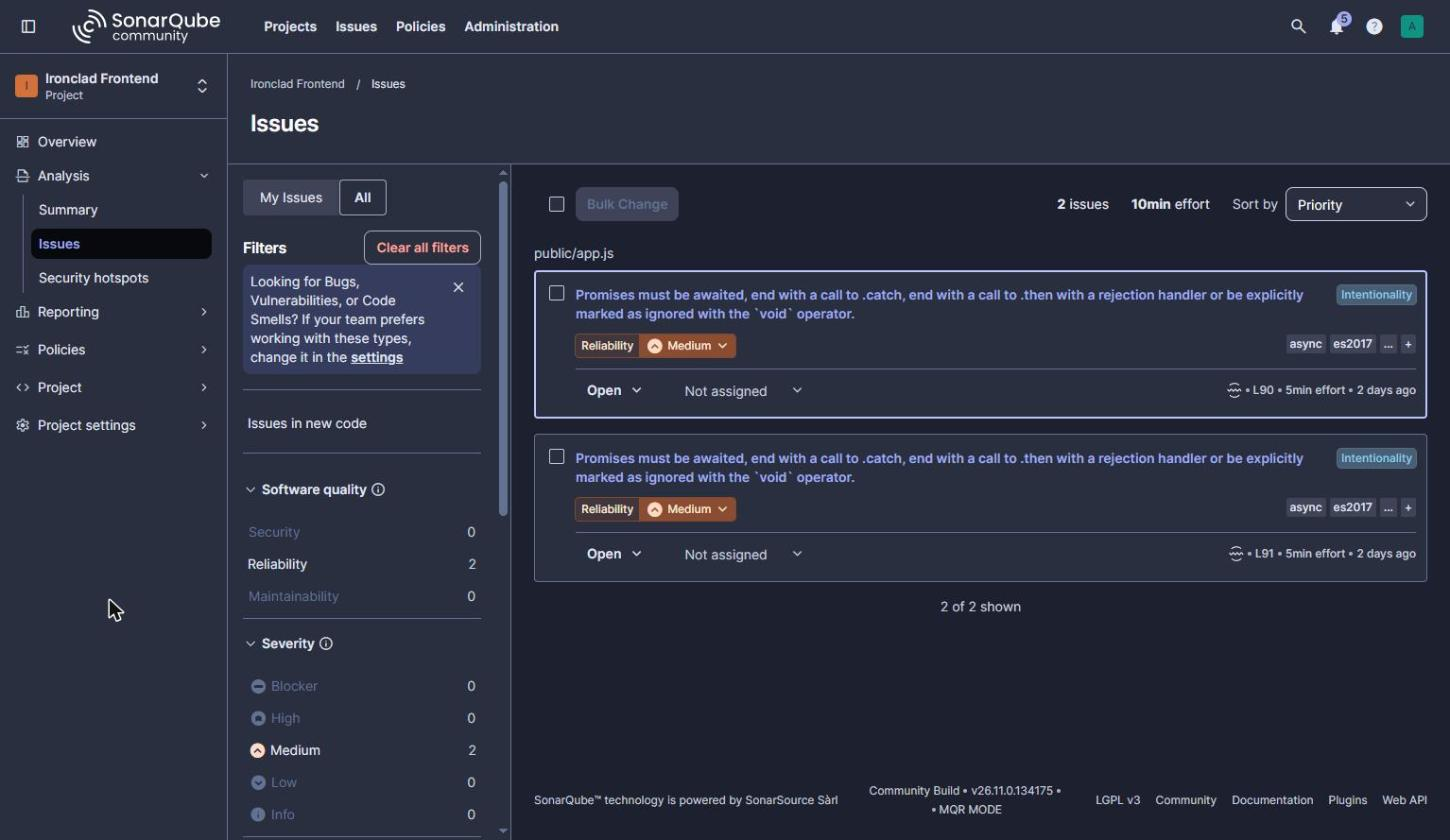 SonarQube
community
Projects
Issues
Policies
Administration
5
?
A
I
Ironclad Frontend
Project
Overview
Analysis
Summary
Issues
Security hotspots
Reporting
Policies
Project
Project settings
Ironclad Frontend / Issues
Issues
My Issues
All
Filters
Clear all filters
Looking for Bugs,
Vulnerabilities, or Code
Smells? If your team prefers
working with these types,
change it in the settings
Issues in new code
Software quality
Security 0
Reliability 2
Maintainability 0
Severity
Blocker 0
High 0
Medium 2
Low 0
Info 0
Bulk Change
2 issues
10min effort
Sort by
Priority
public/app.js
Promises must be awaited, end with a call to .catch, end with a call to .then with a rejection handler or be explicitly
marked as ignored with the `void` operator.
Intentionality
Reliability
Medium
async
es2017
...
+
Open
Not assigned
• L90 • 5min effort • 2 days ago
Promises must be awaited, end with a call to .catch, end with a call to .then with a rejection handler or be explicitly
marked as ignored with the `void` operator.
Intentionality
Reliability
Medium
async
es2017
...
+
Open
Not assigned
• L91 • 5min effort • 2 days ago
2 of 2 shown
SonarQube™ technology is powered by SonarSource Sàrl
Community Build • v26.11.0.134175 •
• MQR MODE
LGPL v3
Community
Documentation
Plugins
Web API